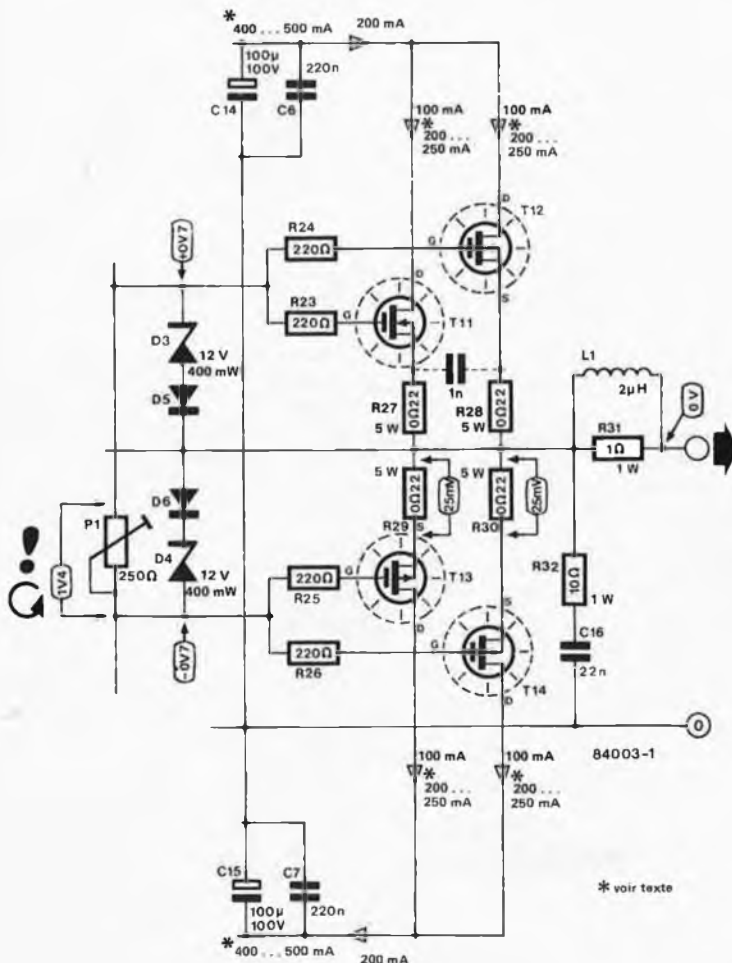 *
400 ... 500 mA
200 mA
100µ
100V
C14
220n
C6
100 mA
*
200 ...
250 mA
100 mA
*
200 ...
250 mA
D
T12
R24
220Ω
G
+0V7
R23
220Ω
G
D
T11
S
D3
12 V
400 mW
D5
1n
R27
5 W
0Ω22
R28
5 W
0Ω22
L1
2µH
0 V
R31
1Ω
1 W
D6
P1
250Ω
1V4
D4
12 V
400 mW
!
5 W
0Ω22
R29
S
25mV
5 W
0Ω22
R30
25mV
R32
10Ω
1 W
220Ω
R25
G
T13
D
C16
22n
-0V7
220Ω
R26
G
S
T14
D
0
84003-1
100 mA
*
200 ...
250 mA
100 mA
*
200 ...
250 mA
C15
100µ
100V
C7
220n
* voir texte
*
400 ... 500 mA
200 mA